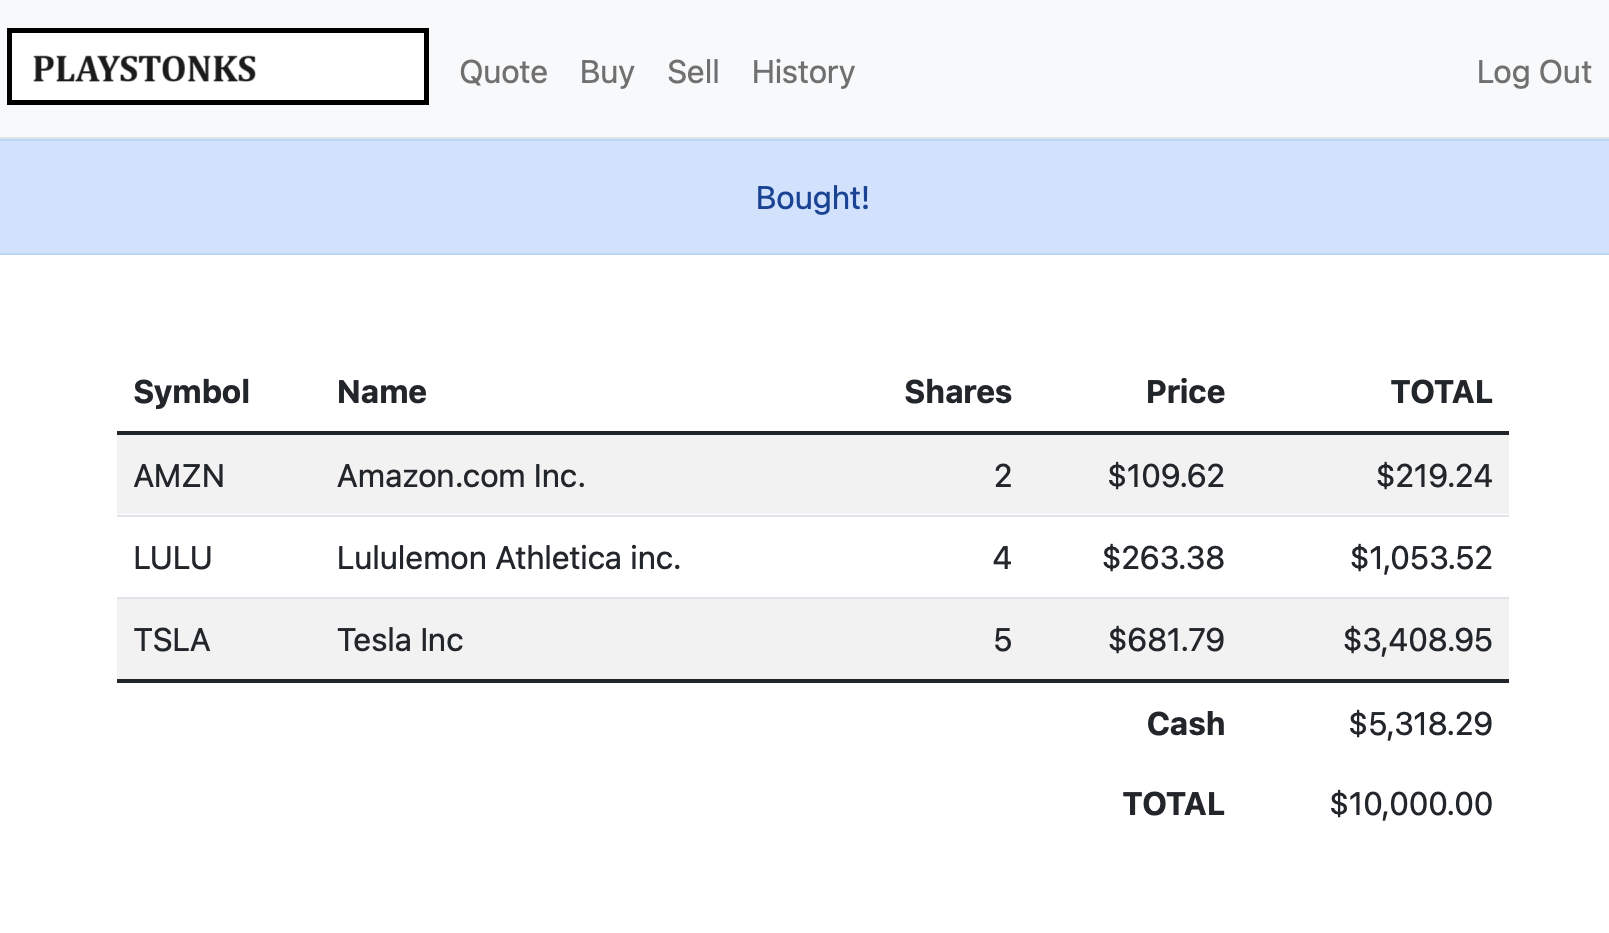 PLAYSTONKS Quote Buy Sell History Log Out
Bought!
Symbol Name Shares Price TOTAL
AMZN Amazon.com Inc. 2 $109.62 $219.24
LULU Lululemon Athletica inc. 4 $263.38 $1,053.52
TSLA Tesla Inc 5 $681.79 $3,408.95
Cash $5,318.29
TOTAL $10,000.00